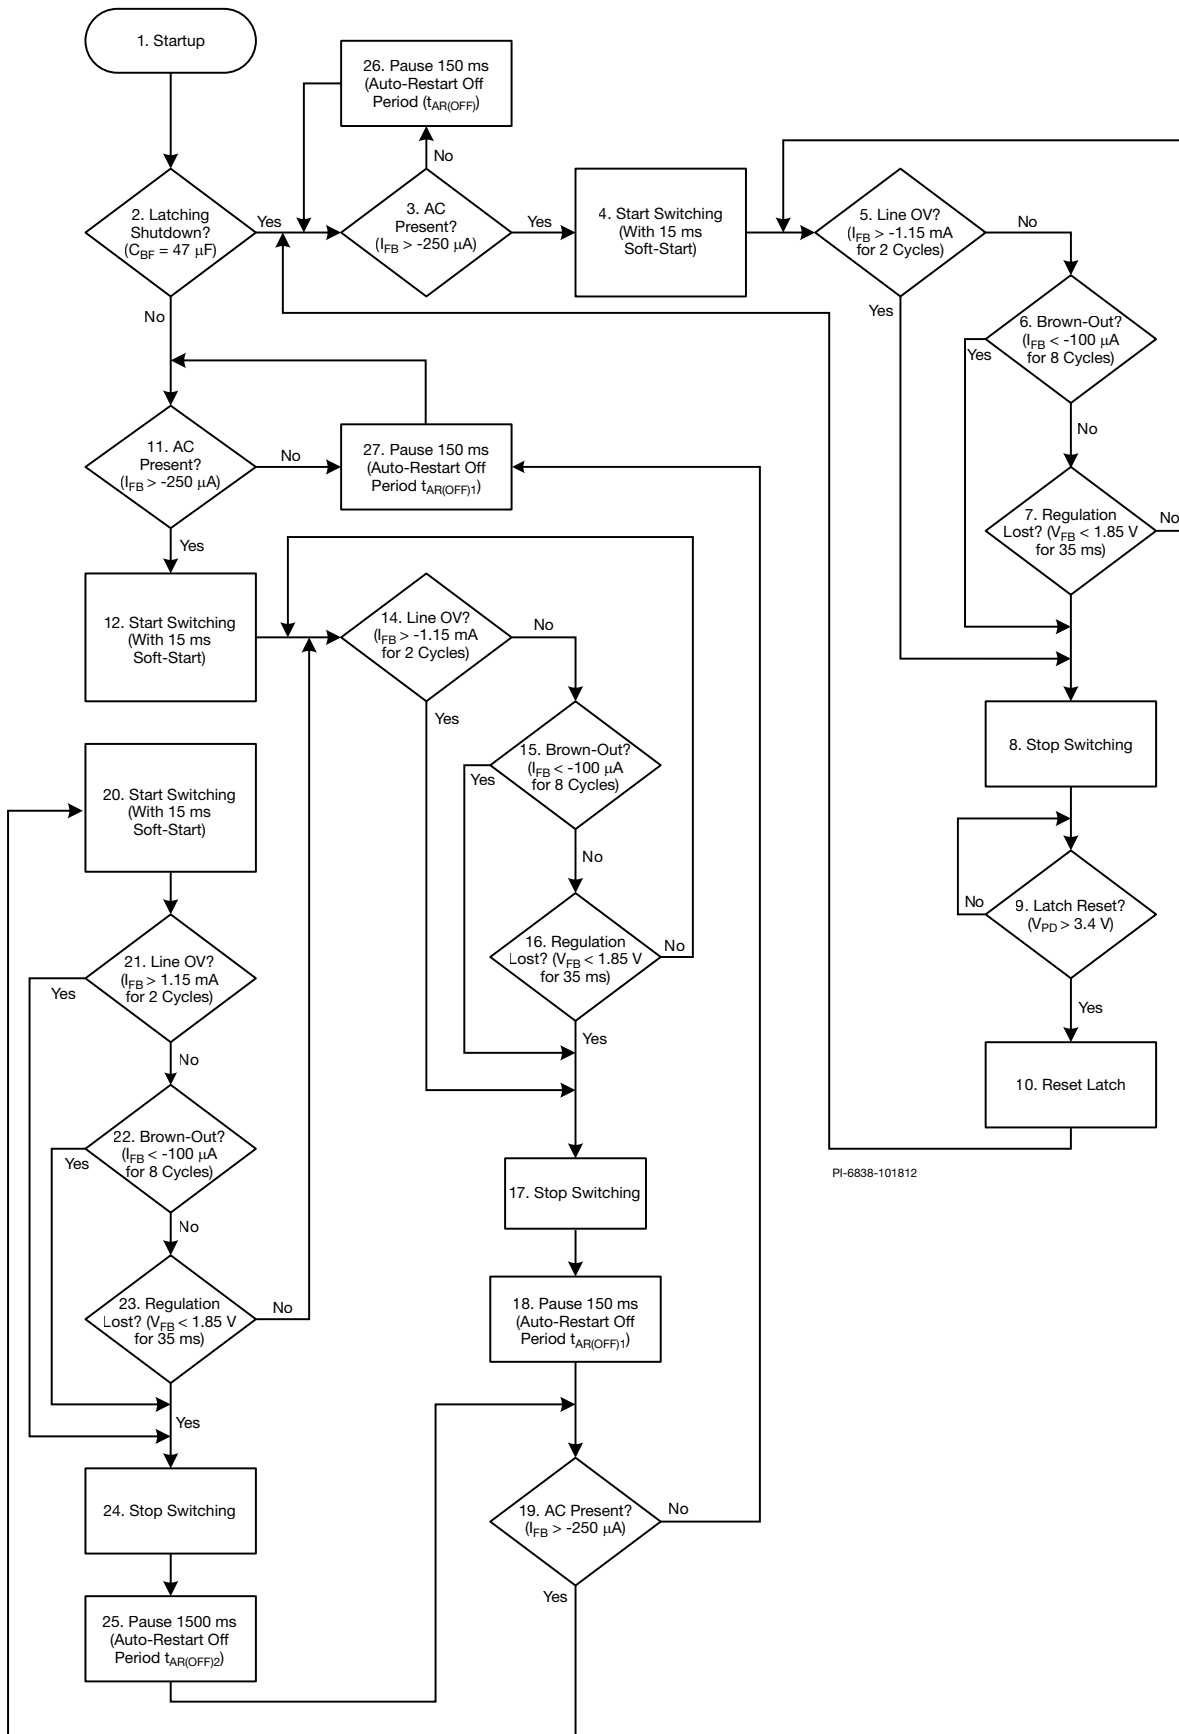 1. Startup
2. Latching
Shutdown?
(CBF = 47 µF)
Yes
No
26. Pause 150 ms
(Auto-Restart Off
Period (tAR(OFF))
No
3. AC
Present?
(IFB > -250 µA)
Yes
4. Start Switching
(With 15 ms
Soft-Start)
5. Line OV?
(IFB > -1.15 mA
for 2 Cycles)
No
Yes
6. Brown-Out?
(IFB < -100 µA
for 8 Cycles)
Yes
No
7. Regulation
Lost? (VFB < 1.85 V
for 35 ms)
No
Yes
8. Stop Switching
9. Latch Reset?
(VPD > 3.4 V)
No
Yes
10. Reset Latch
11. AC
Present?
(IFB > -250 µA)
No
Yes
27. Pause 150 ms
(Auto-Restart Off
Period tAR(OFF)1)
12. Start Switching
(With 15 ms
Soft-Start)
14. Line OV?
(IFB > -1.15 mA
for 2 Cycles)
No
Yes
15. Brown-Out?
(IFB < -100 µA
for 8 Cycles)
Yes
No
16. Regulation
Lost? (VFB < 1.85 V
for 35 ms)
No
Yes
17. Stop Switching
18. Pause 150 ms
(Auto-Restart Off
Period tAR(OFF)1)
19. AC Present?
(IFB > -250 µA)
No
Yes
20. Start Switching
(With 15 ms
Soft-Start)
21. Line OV?
(IFB > 1.15 mA
for 2 Cycles)
Yes
No
22. Brown-Out?
(IFB < -100 µA
for 8 Cycles)
Yes
No
23. Regulation
Lost? (VFB < 1.85 V
for 35 ms)
No
Yes
24. Stop Switching
25. Pause 1500 ms
(Auto-Restart Off
Period tAR(OFF)2)
PI-6838-101812